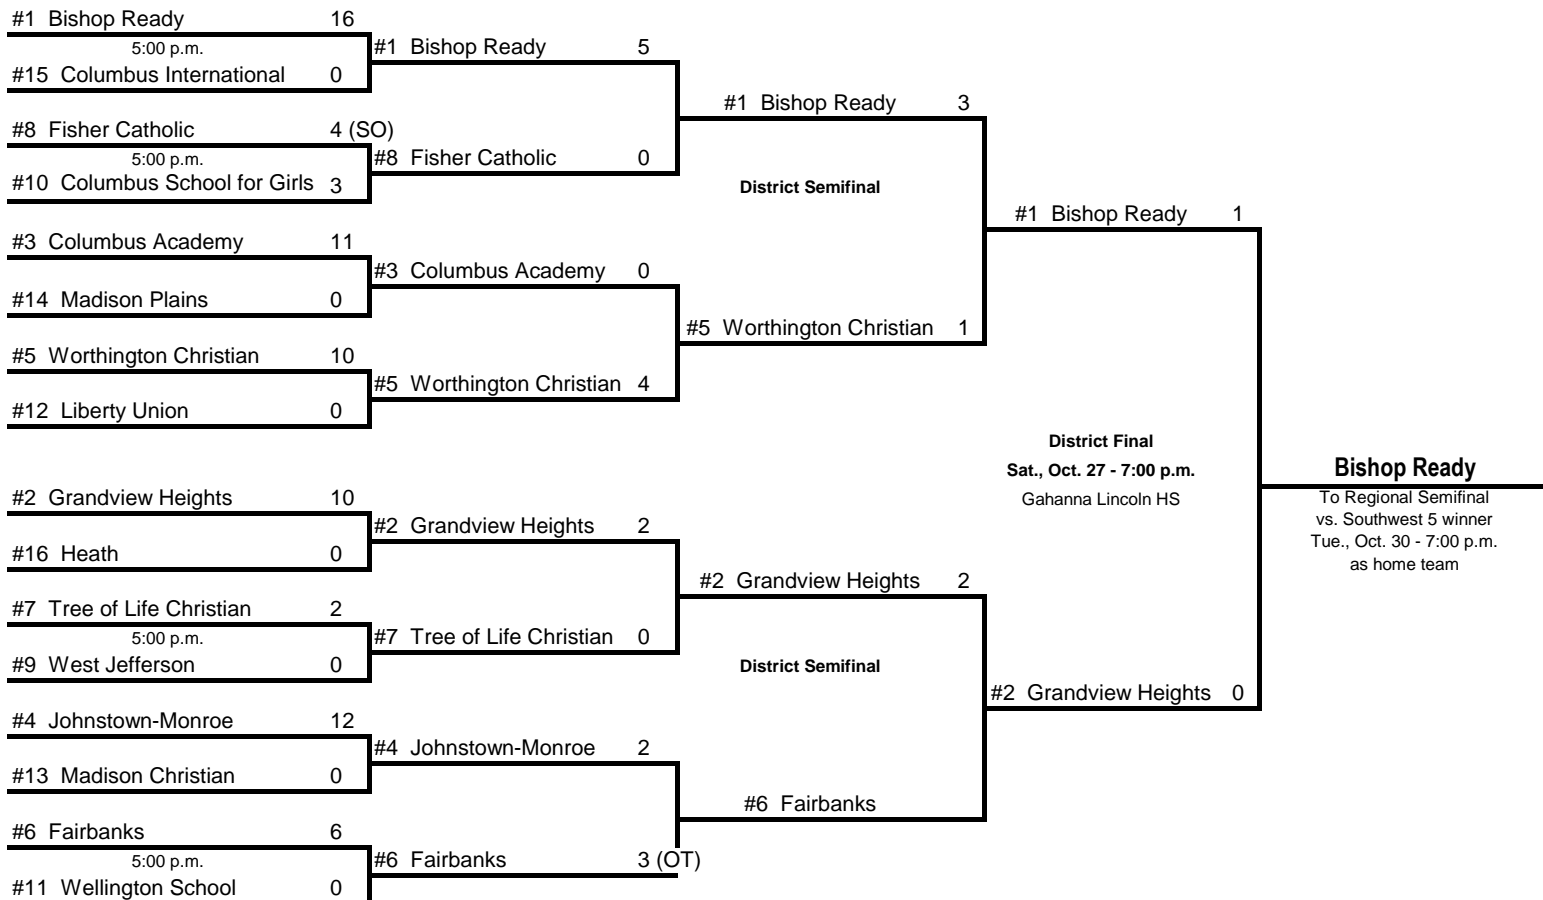 #1 Bishop Ready 16
5:00 p.m.
#15 Columbus International 0
#8 Fisher Catholic 4 (SO)
5:00 p.m.
#10 Columbus School for Girls 3
#3 Columbus Academy 11
#14 Madison Plains 0
#5 Worthington Christian 10
#12 Liberty Union 0
#2 Grandview Heights 10
#16 Heath 0
#7 Tree of Life Christian 2
5:00 p.m.
#9 West Jefferson 0
#4 Johnstown-Monroe 12
#13 Madison Christian 0
#6 Fairbanks 6
5:00 p.m.
#11 Wellington School 0
#1 Bishop Ready 5
#8 Fisher Catholic 0
#3 Columbus Academy 0
#5 Worthington Christian 4
#2 Grandview Heights 2
#7 Tree of Life Christian 0
#4 Johnstown-Monroe 2
#6 Fairbanks 3 (OT)
#1 Bishop Ready 3
District Semifinal
#5 Worthington Christian 1
#2 Grandview Heights 2
District Semifinal
#6 Fairbanks
#1 Bishop Ready 1
District Final
Sat., Oct. 27 - 7:00 p.m.
Gahanna Lincoln HS
#2 Grandview Heights 0
Bishop Ready
To Regional Semifinal
vs. Southwest 5 winner
Tue., Oct. 30 - 7:00 p.m.
as home team